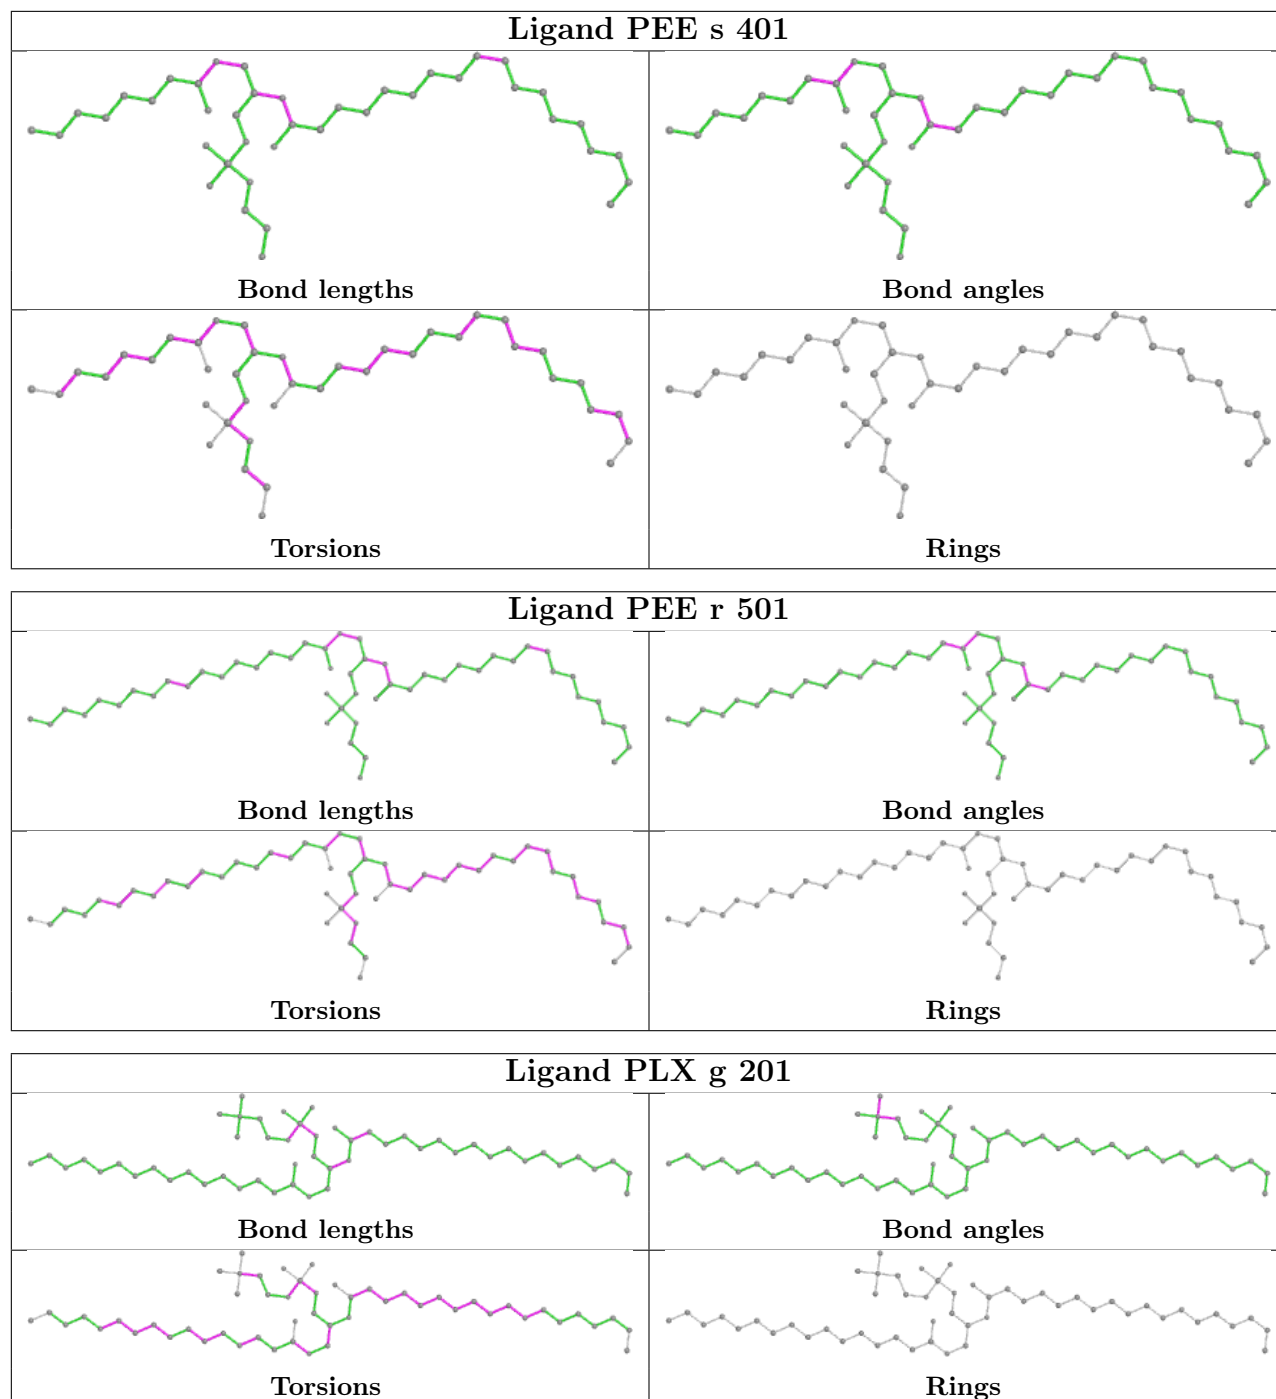 Ligand PEE s 401
Bond lengths
Bond angles
Torsions
Rings
Ligand PEE r 501
Bond lengths
Bond angles
Torsions
Rings
Ligand PLX g 201
Bond lengths
Bond angles
Torsions
Rings